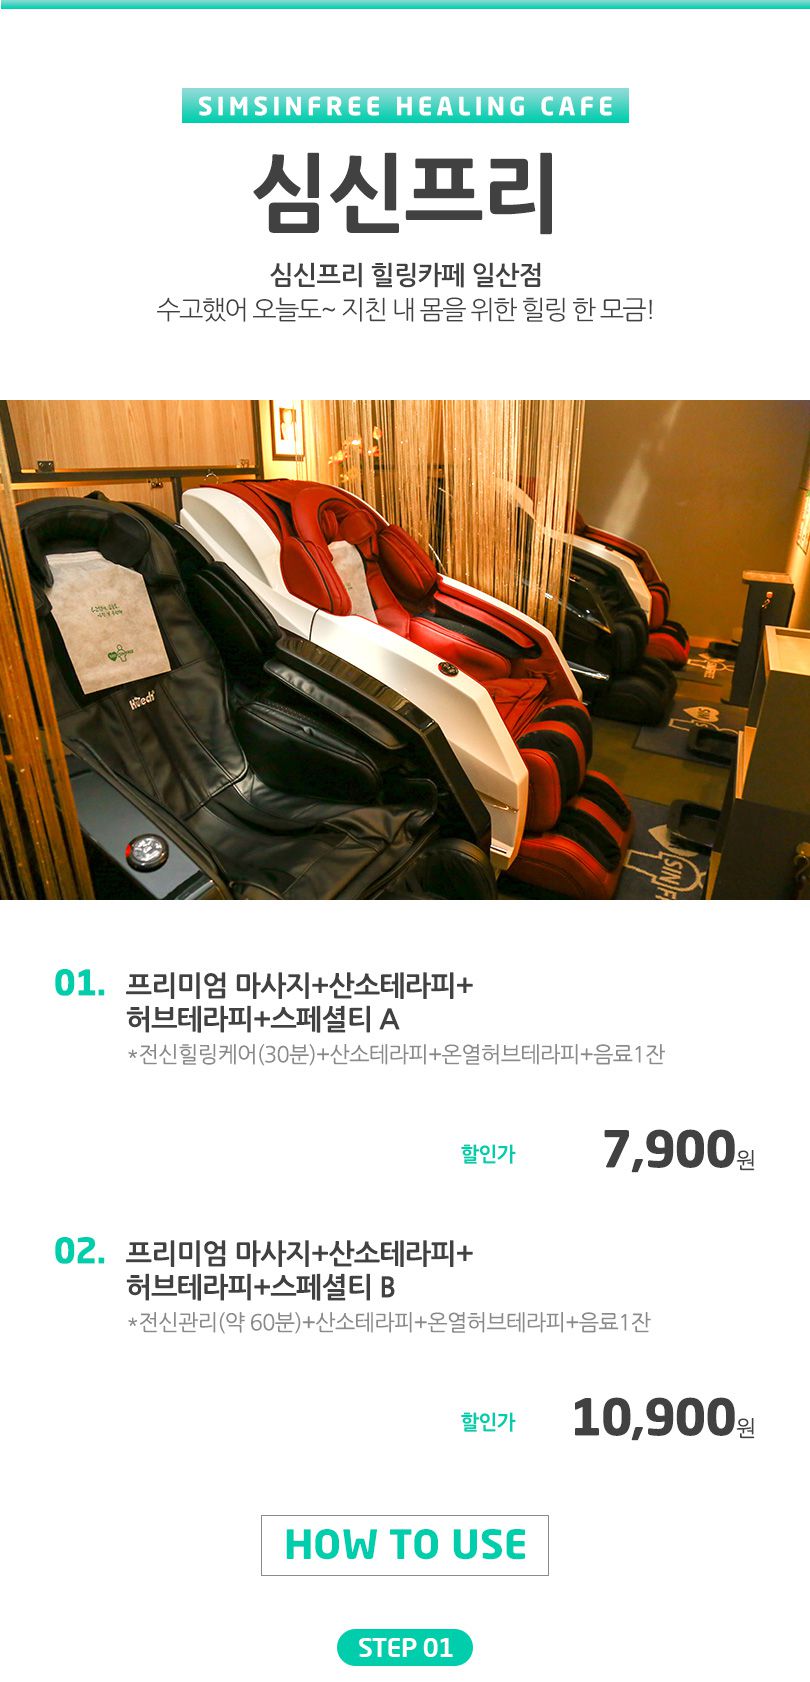 SIMSINFREE HEALING CAFE
심신프리
심신프리 힐링카페 일산점
수고했어 오늘도~ 지친 내 몸을 위한 힐링 한 모금!
Hutech
01. 프리미엄 마사지+산소테라피+
허브테라피+스페셜티 A
*전신힐링케어(30분)+산소테라피+온열허브테라피+음료1잔
할인가 7,900원
02. 프리미엄 마사지+산소테라피+
허브테라피+스페셜티 B
*전신관리(약 60분)+산소테라피+온열허브테라피+음료1잔
할인가 10,900원
HOW TO USE
STEP 01